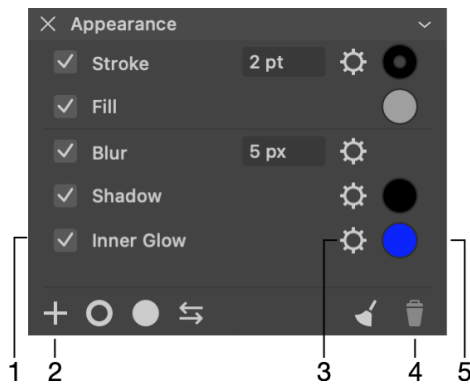 Appearance
Stroke 2 pt
Fill
Blur 5 px
Shadow
Inner Glow
1 2 3 4 5